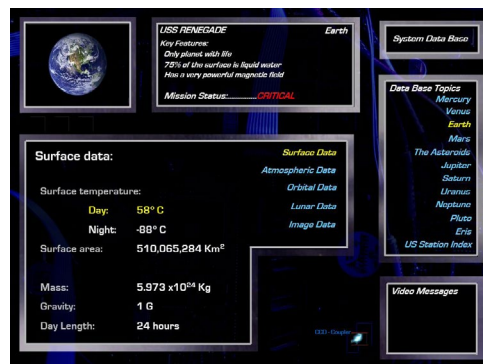 USS RENEGADE Earth
Key Features:
Only planet with life
75% of the surface is liquid water
Has a very powerful magnetic field
Mission Status:............CRITICAL
System Data Base
Data Base Topics
Mercury
Venus
Earth
Mars
The Asteroids
Jupiter
Saturn
Uranus
Neptune
Pluto
Eris
US Station Index
Surface data:
Surface Data
Atmospheric Data
Orbital Data
Lunar Data
Image Data
Surface temperature:
Day: 58° C
Night: -88° C
Surface area: 510,065,284 Km²
Mass: 5.973 x10²⁴ Kg
Gravity: 1 G
Day Length: 24 hours
Video Messages
CCD - Coupler